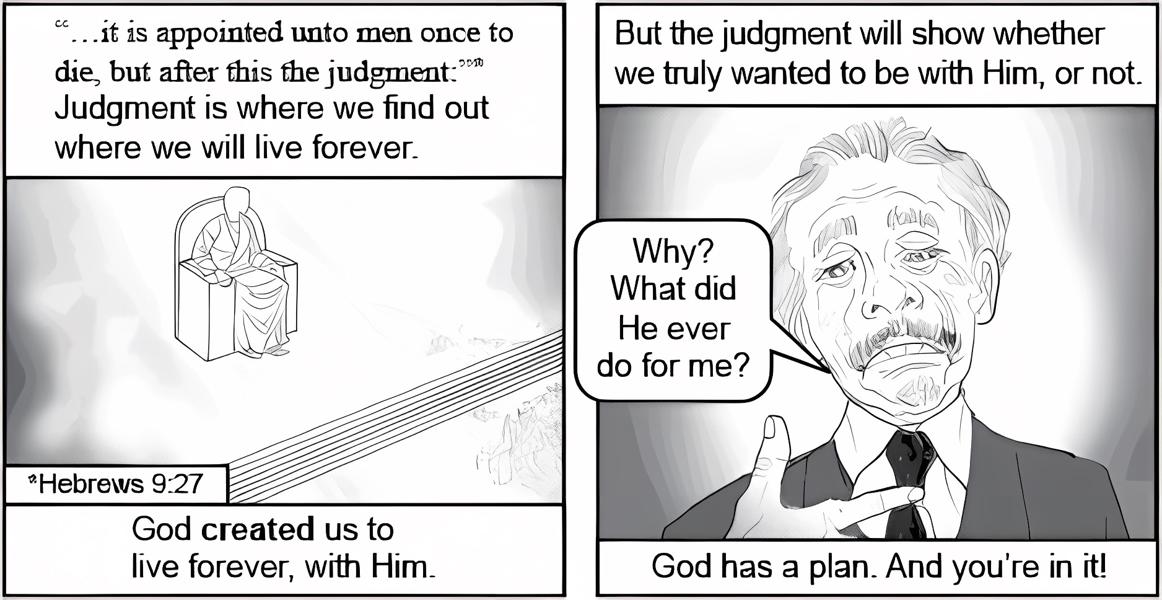 “…it is appointed unto men once to
die, but after this the judgment:”
Judgment is where we find out
where we will live forever.
*Hebrews 9:27
God created us to
live forever, with Him.
But the judgment will show whether
we truly wanted to be with Him, or not.
Why?
What did
He ever
do for me?
God has a plan. And you’re in it!